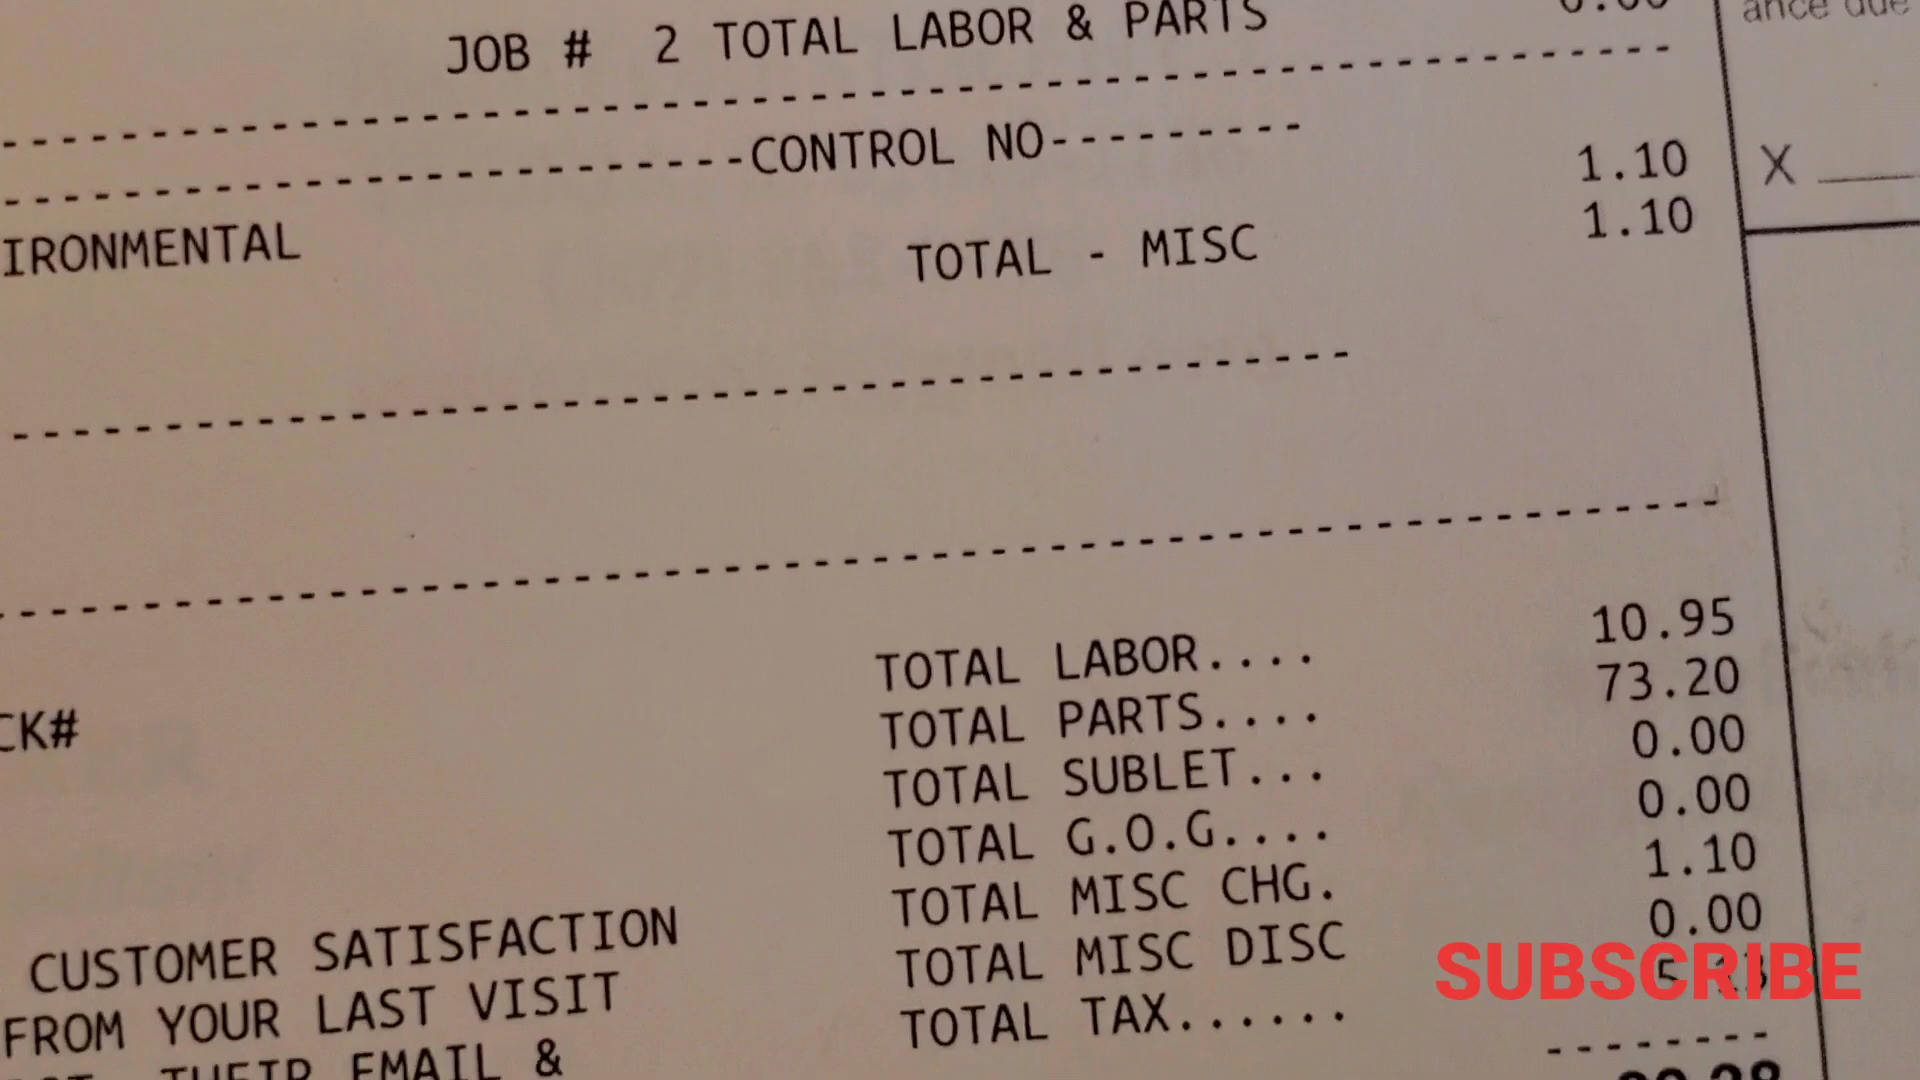 JOB # 2 TOTAL LABOR & PARTS
ance due
CONTROL NO
X
IRONMENTAL 1.10
TOTAL - MISC 1.10
TOTAL LABOR.... 10.95
CK# TOTAL PARTS.... 73.20
TOTAL SUBLET... 0.00
TOTAL G.O.G.... 0.00
TOTAL MISC CHG. 1.10
CUSTOMER SATISFACTION TOTAL MISC DISC 0.00
FROM YOUR LAST VISIT TOTAL TAX......
SUBSCRIBE
THEIR EMAIL &